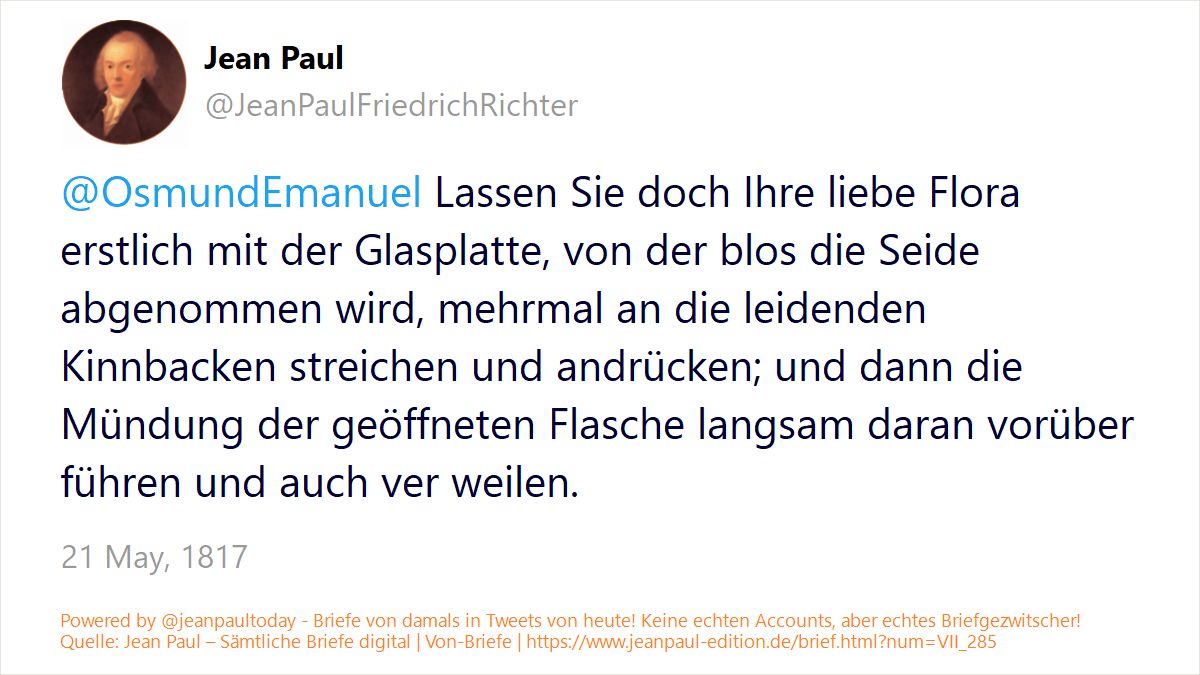 Jean Paul
@JeanPaulFriedrichRichter
@OsmundEmanuel Lassen Sie doch Ihre liebe Flora
erstlich mit der Glasplatte, von der blos die Seide
abgenommen wird, mehrmal an die leidenden
Kinnbacken streichen und andrücken; und dann die
Mündung der geöffneten Flasche langsam daran vorüber
führen und auch ver weilen.
21 May, 1817
Powered by @jeanpaultoday - Briefe von damals in Tweets von heute! Keine echten Accounts, aber echtes Briefgezwitscher!
Quelle: Jean Paul – Sämtliche Briefe digital | Von-Briefe | https://www.jeanpaul-edition.de/brief.html?num=VII_285